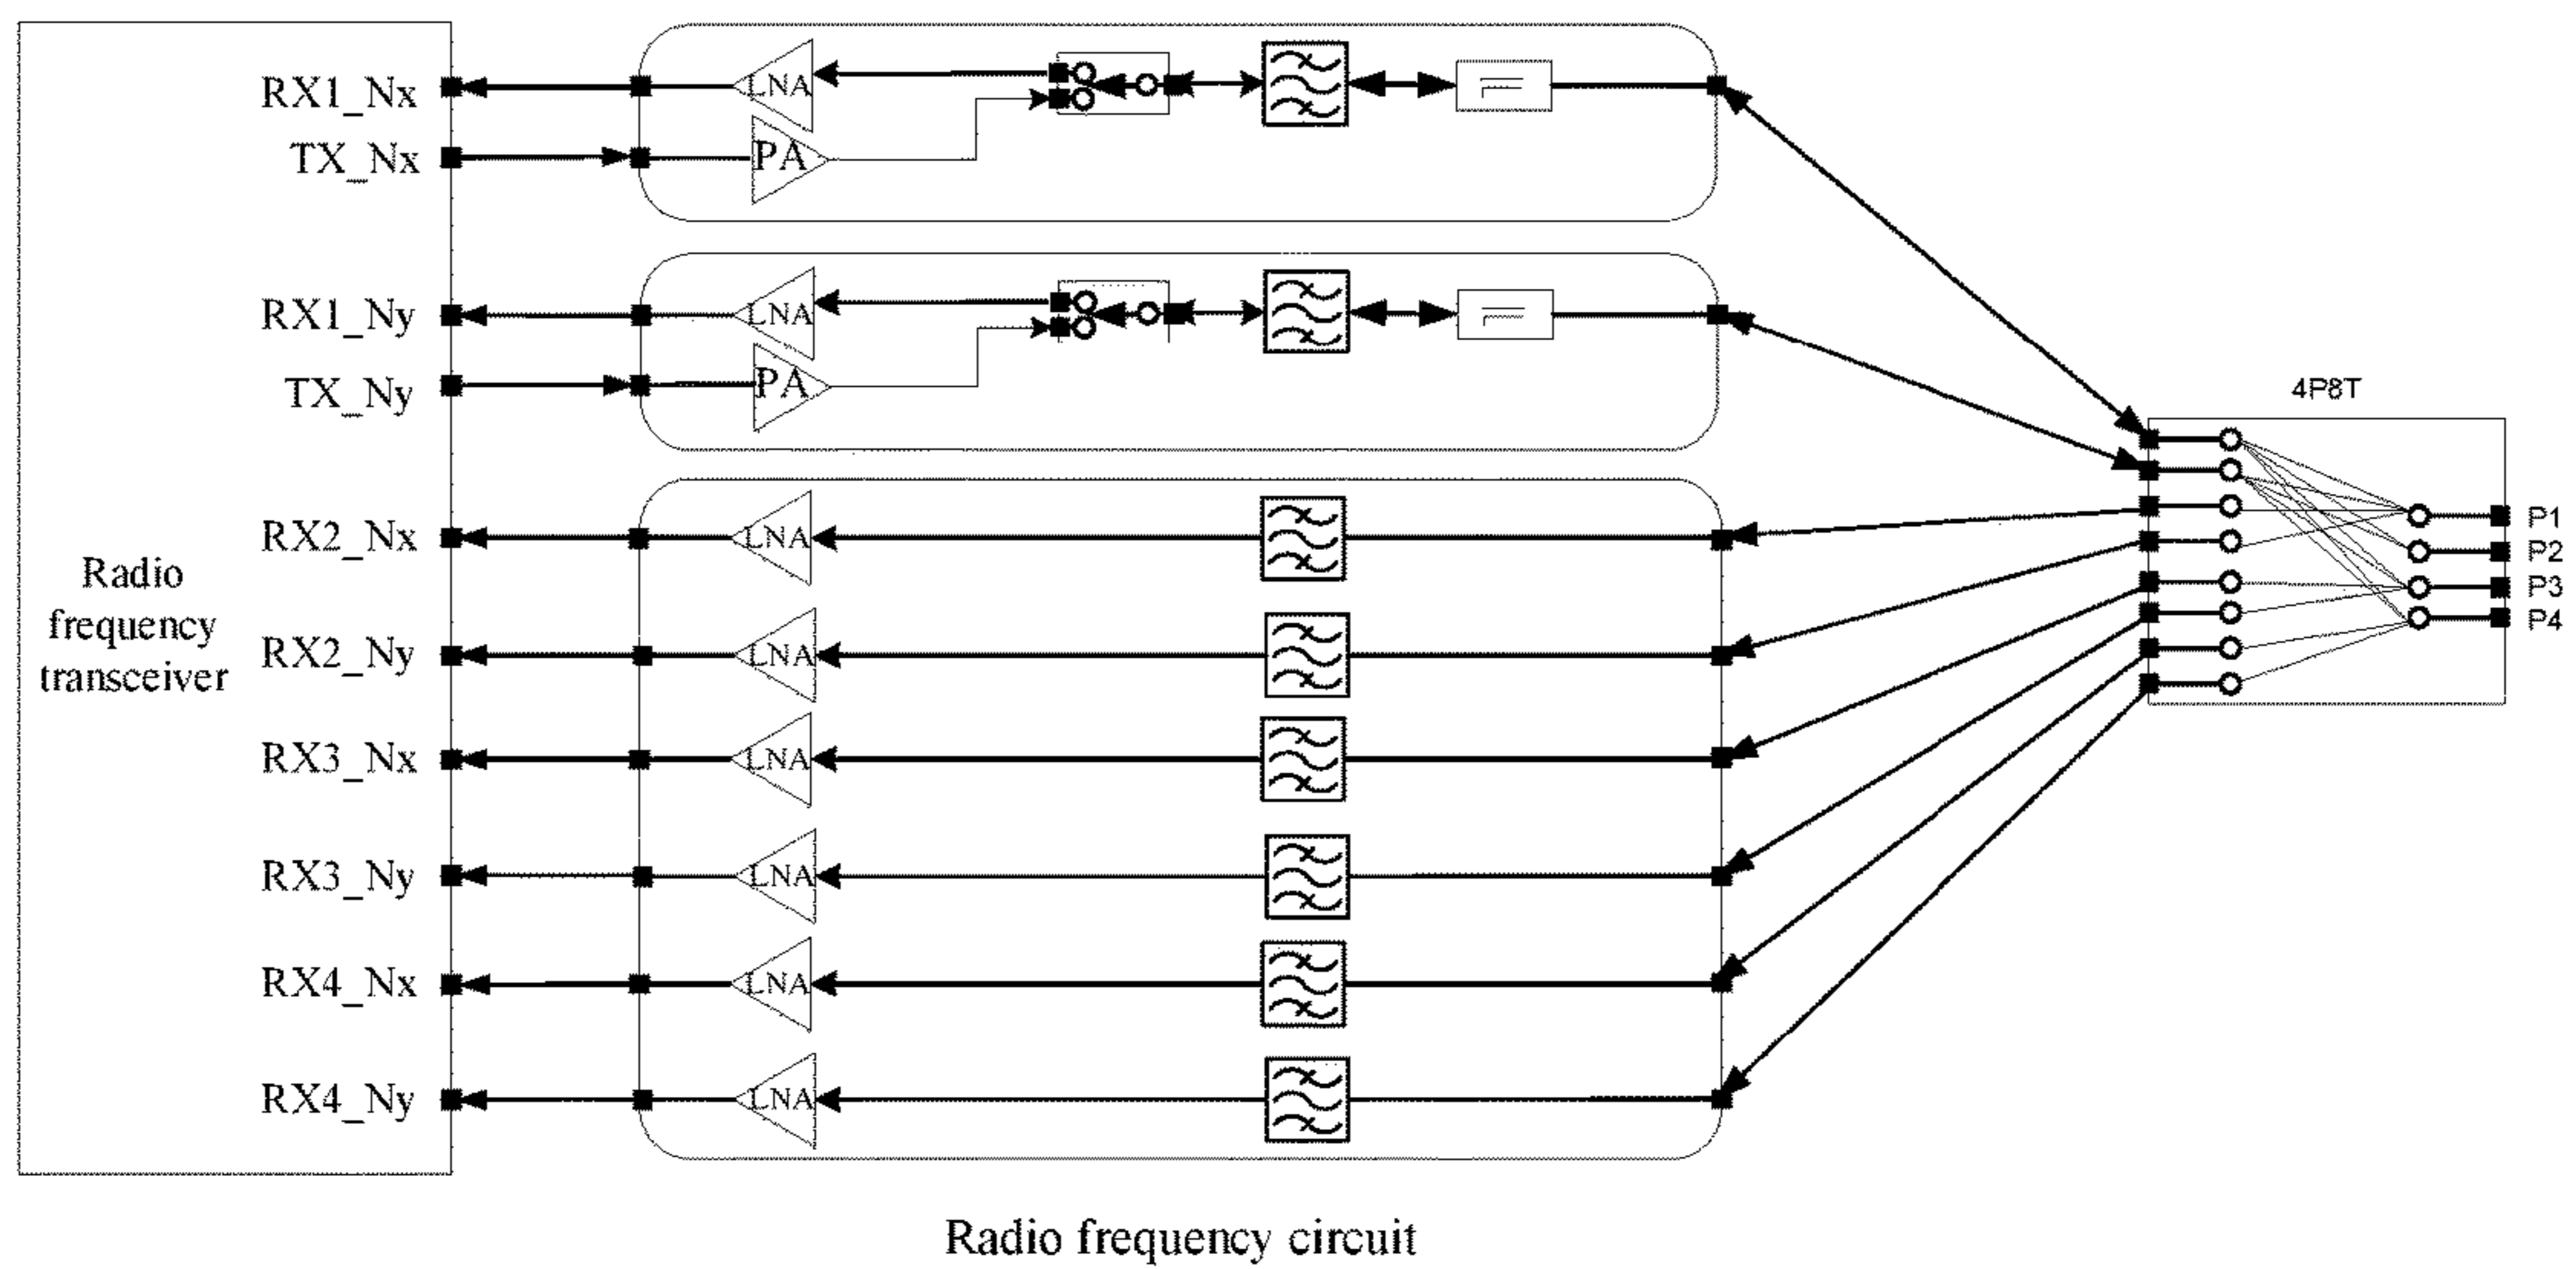 RX1_Nx
LNA
TX_Nx
PA
RX1_Ny
LNA
TX_Ny
PA
4P8T
RX2_Nx
LNA
P1
P2
P3
P4
Radio
frequency
transceiver
RX2_Ny
LNA
RX3_Nx
LNA
RX3_Ny
LNA
RX4_Nx
LNA
RX4_Ny
LNA
Radio frequency circuit